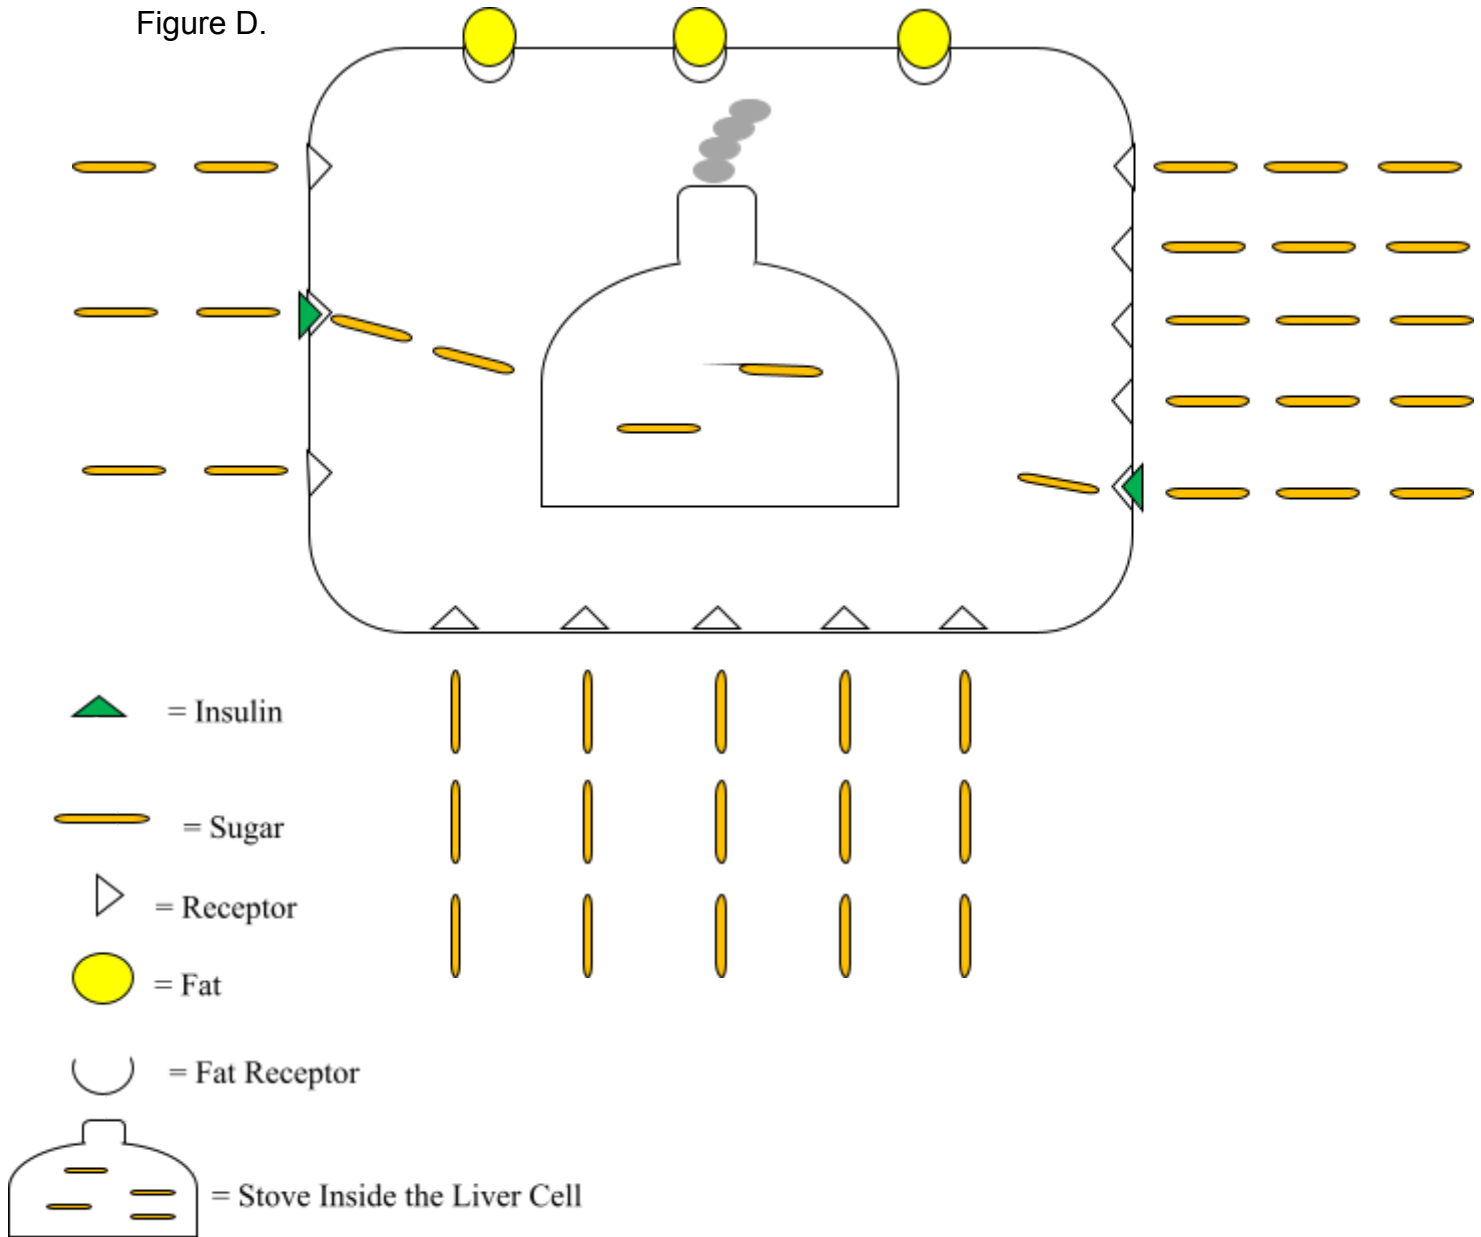 Figure D.
= Insulin
= Sugar
= Receptor
= Fat
= Fat Receptor
= Stove Inside the Liver Cell